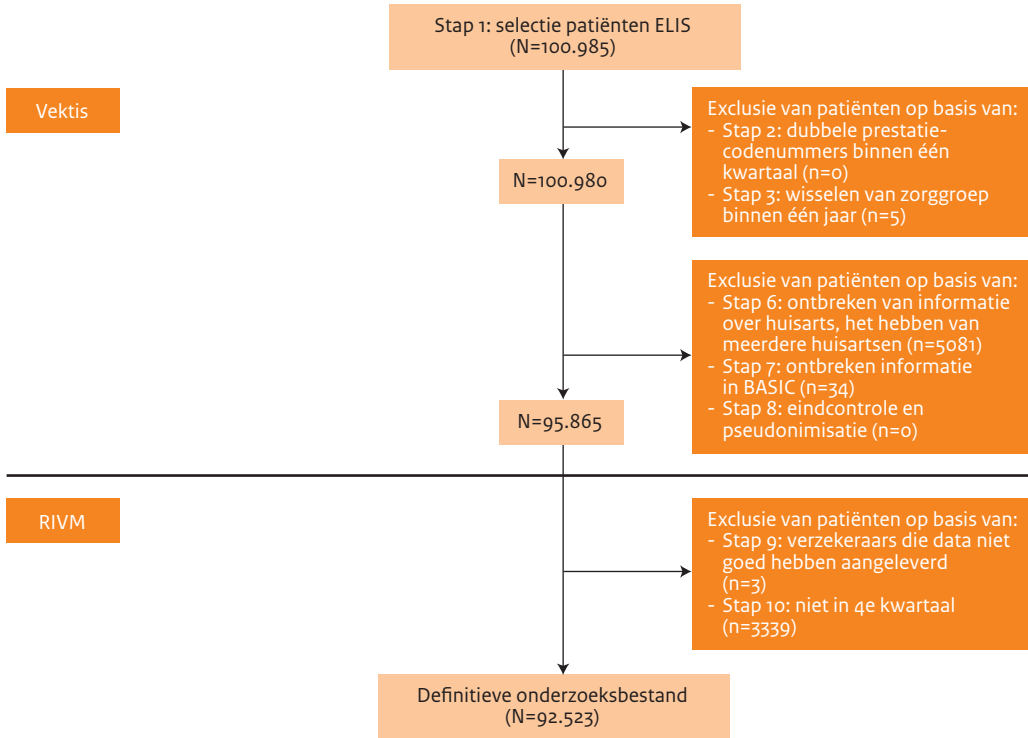 Stap 1: selectie patiënten ELIS
(N=100.985)
Vektis
Exclusie van patiënten op basis van:
- Stap 2: dubbele prestatie-
codenummers binnen één
kwartaal (n=0)
- Stap 3: wisselen van zorggroep
binnen één jaar (n=5)
N=100.980
Exclusie van patiënten op basis van:
- Stap 6: ontbreken van informatie
over huisarts, het hebben van
meerdere huisartsen (n=5081)
- Stap 7: ontbreken informatie
in BASIC (n=34)
- Stap 8: eindcontrole en
pseudonimisatie (n=0)
N=95.865
RIVM
Exclusie van patiënten op basis van:
- Stap 9: verzekeraars die data niet
goed hebben aangeleverd
(n=3)
- Stap 10: niet in 4e kwartaal
(n=3339)
Definitieve onderzoeksbestand
(N=92.523)